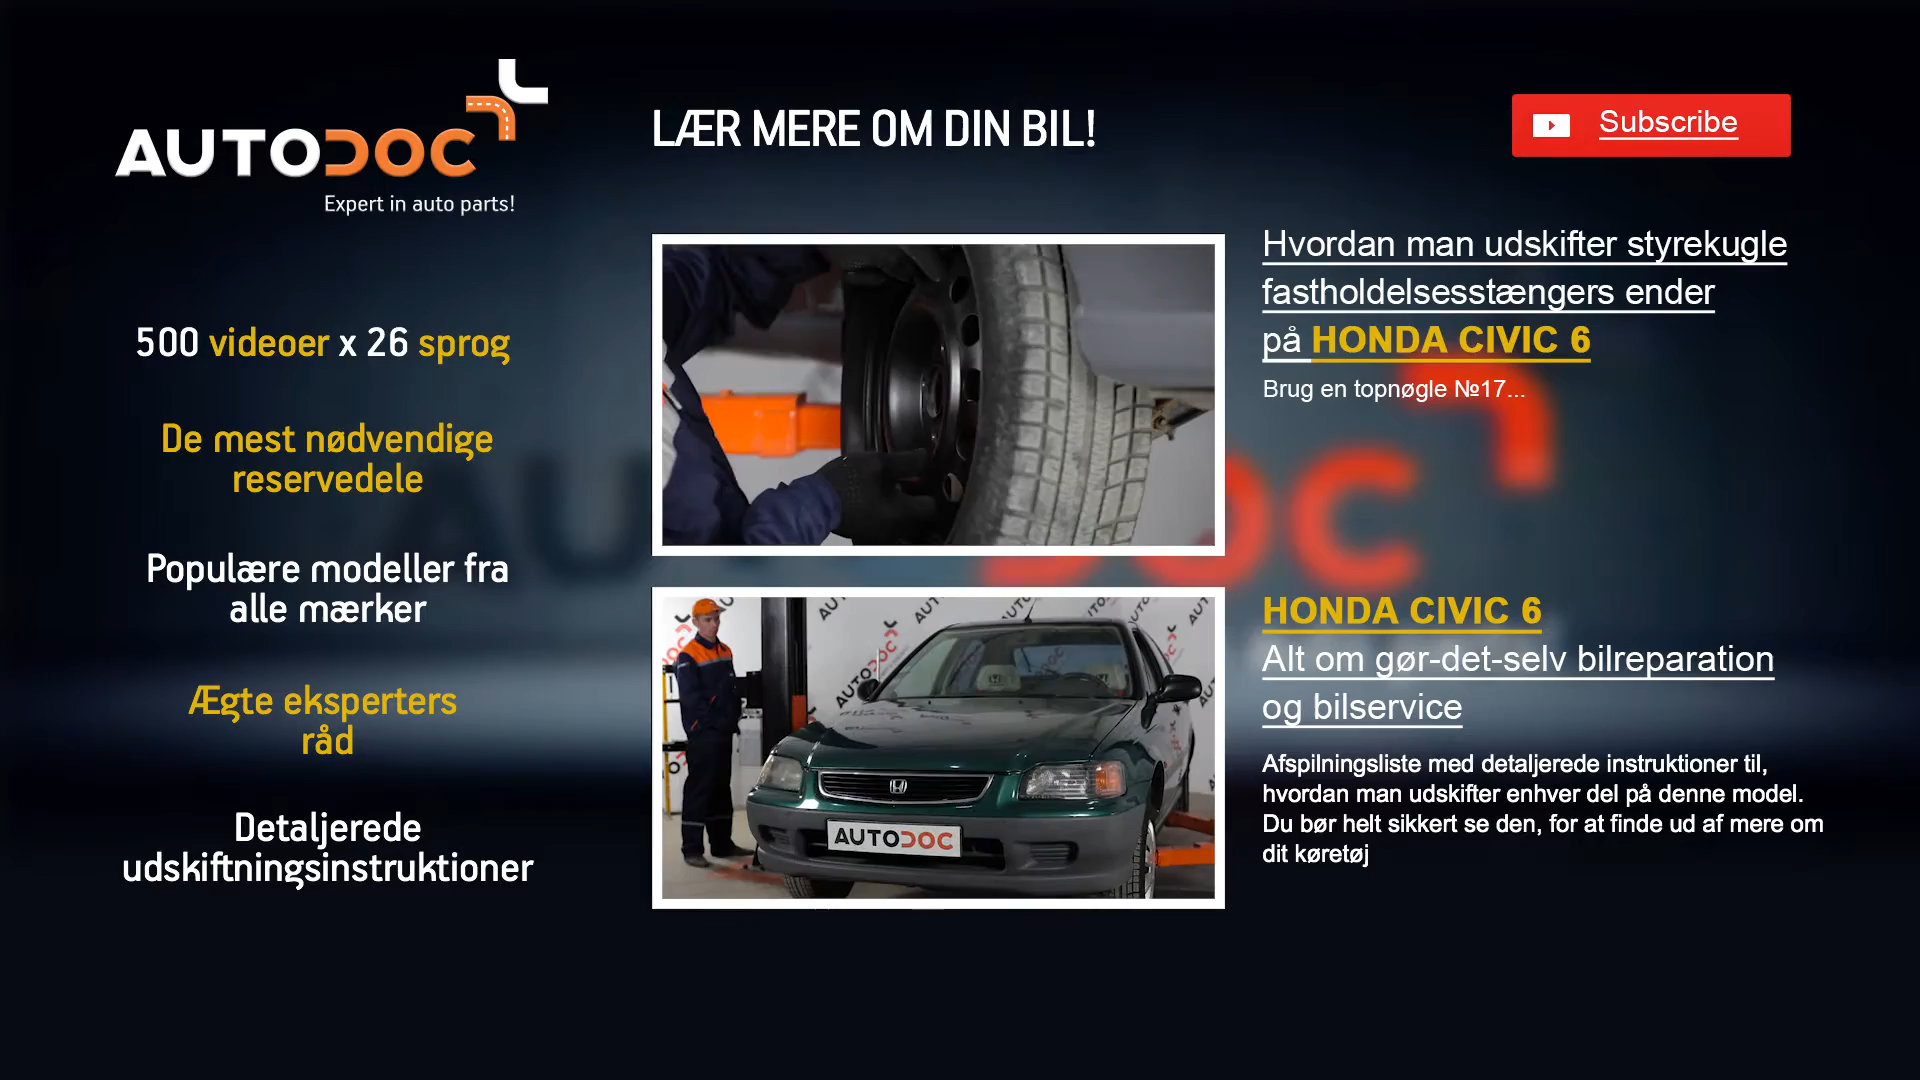 AUTODOC
Expert in auto parts!
500 videoer x 26 sprog
De mest nødvendige
reservedele
Populære modeller fra
alle mærker
Ægte eksperters
råd
Detaljerede
udskiftningsinstruktioner
LÆR MERE OM DIN BIL!
Subscribe
Hvordan man udskifter styrekugle
fastholdelsesstængers ender
på HONDA CIVIC 6
Brug en topnøgle №17...
AUTODOC
HONDA CIVIC 6
Alt om gør-det-selv bilreparation
og bilservice
Afspilningsliste med detaljerede instruktioner til,
hvordan man udskifter enhver del på denne model.
Du bør helt sikkert se den, for at finde ud af mere om
dit køretøj